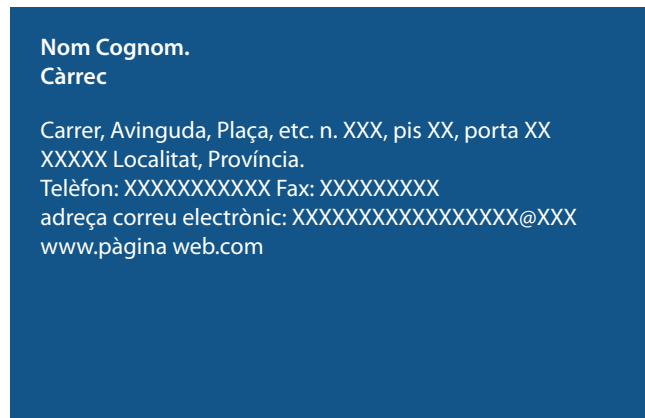 Nom Cognom.
Càrrec
Carrer, Avinguda, Plaça, etc. n. XXX, pis XX, porta XX
XXXXX Localitat, Província.
Telèfon: XXXXXXXXXXX Fax: XXXXXXXXX
adreça correu electrònic: XXXXXXXXXXXXXXXXX@XXX
www.pàgina web.com